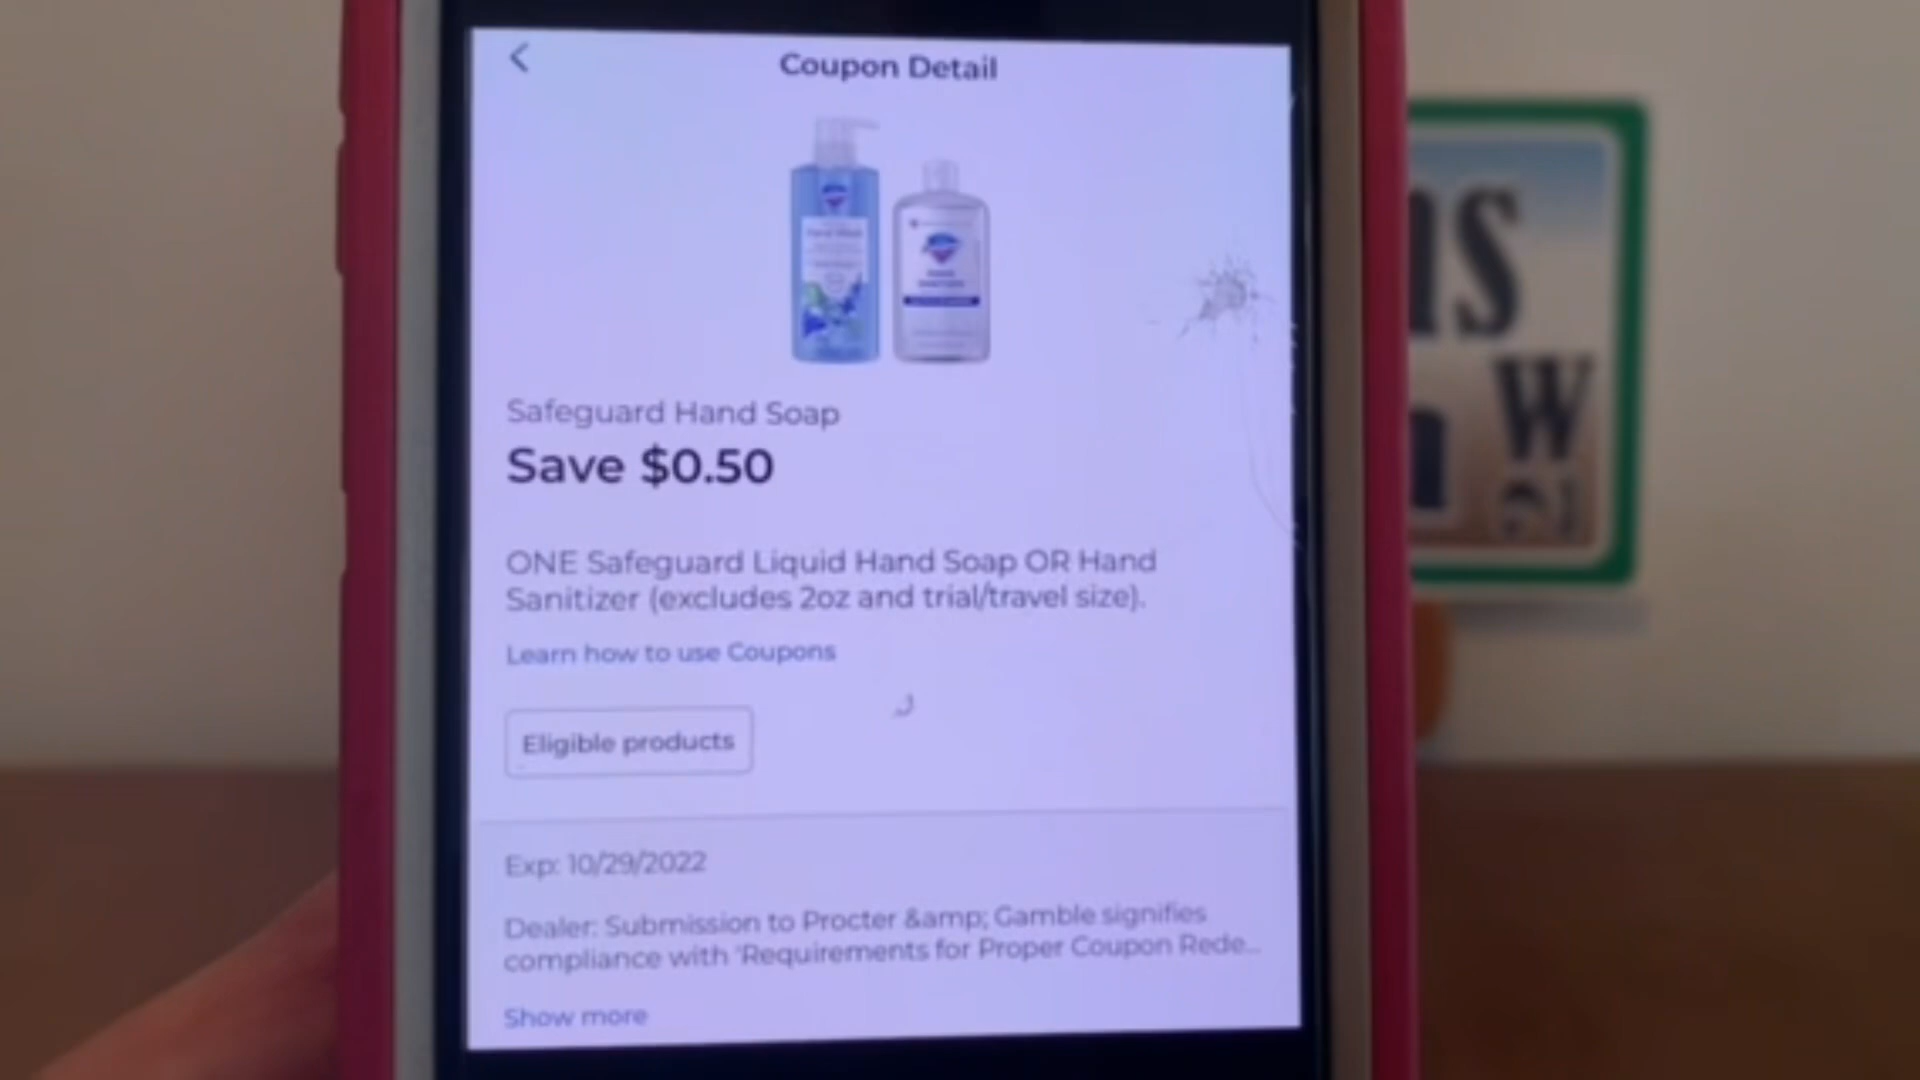 Coupon Detail
Safeguard Hand Soap
Save $0.50
ONE Safeguard Liquid Hand Soap OR Hand
Sanitizer (excludes 2oz and trial/travel size).
Learn how to use Coupons
Eligible products
Exp: 10/29/2022
Dealer: Submission to Procter &amp; Gamble signifies
compliance with 'Requirements for Proper Coupon Rede...
Show more